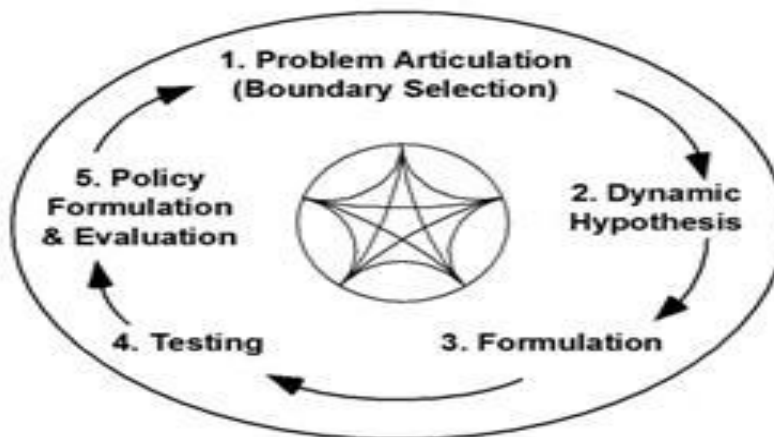 1. Problem Articulation
(Boundary Selection)
2. Dynamic
Hypothesis
3. Formulation
4. Testing
5. Policy
Formulation
& Evaluation